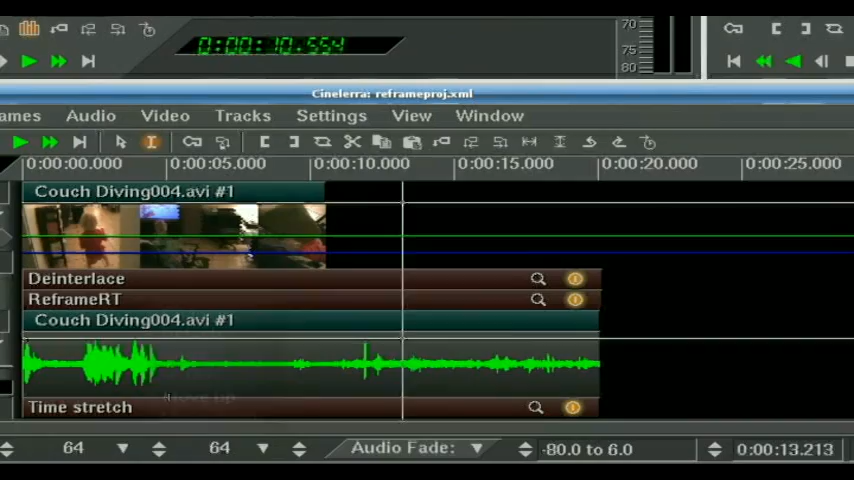 0:00:10.554
70
75
80
Cinelerra: reframeproj.xml
ames Audio Video Tracks Settings View Window
0:00:00.000 0:00:05.000 0:00:10.000 0:00:15.000 0:00:20.000 0:00:25.000
Couch Diving004.avi #1
Deinterlace
ReframeRT
Couch Diving004.avi #1
Time stretch
64 64 Audio Fade: -80.0 to 6.0 0:00:13.213